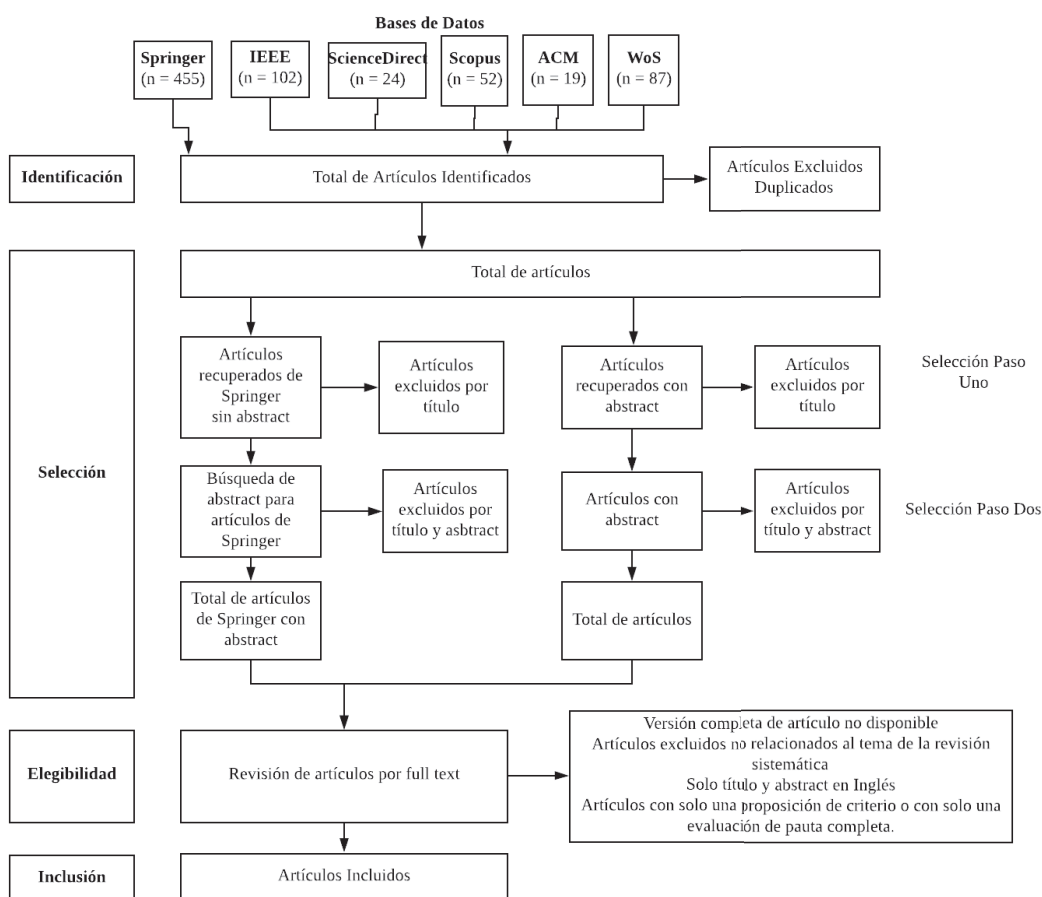 Bases de Datos
Springer
(n = 455)
IEEE
(n = 102)
ScienceDirect
(n = 24)
Scopus
(n = 52)
ACM
(n = 19)
WoS
(n = 87)
Identificación
Total de Artículos Identificados
Artículos Excluidos
Duplicados
Selección
Total de artículos
Artículos
recuperados de
Springer
sin abstract
Artículos
excluidos por
título
Artículos
recuperados con
abstract
Artículos
excluidos por
título
Selección Paso
Uno
Búsqueda de
abstract para
artículos de
Springer
Artículos
excluidos por
título y asbtract
Artículos con
abstract
Artículos
excluidos por
título y abstract
Selección Paso Dos
Total de artículos
de Springer con
abstract
Total de artículos
Elegibilidad
Revisión de artículos por full text
Versión completa de artículo no disponible
Artículos excluidos no relacionados al tema de la revisión
sistemática
Solo título y abstract en Inglés
Artículos con solo una proposición de criterio o con solo una
evaluación de pauta completa.
Inclusión
Artículos Incluidos